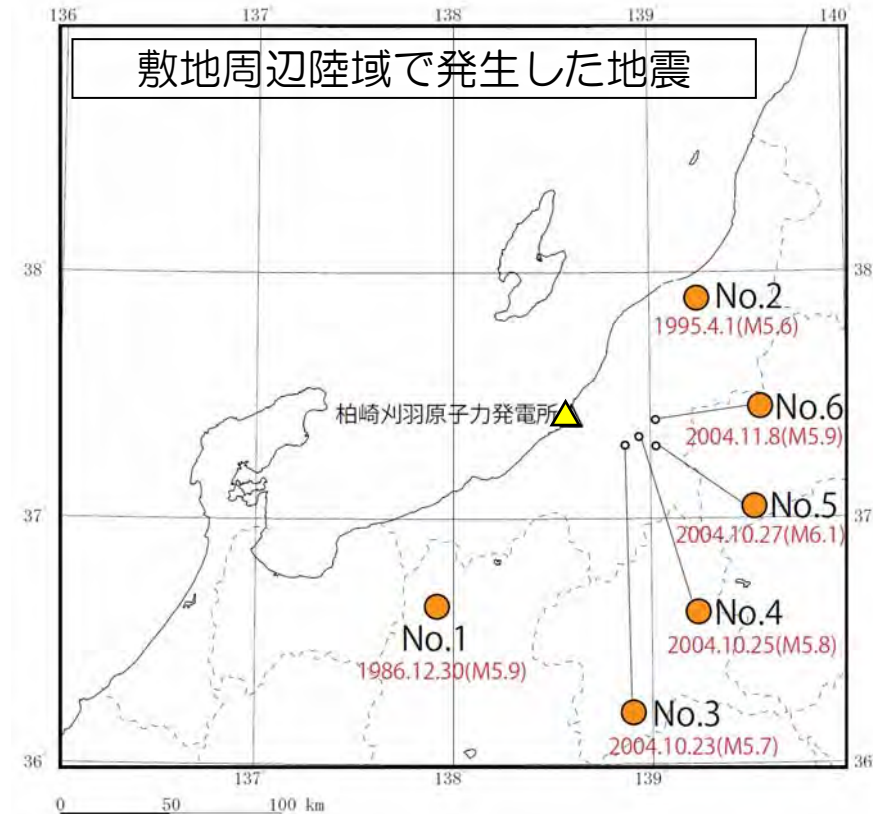 136 137° 138° 139° 140°
敷地周辺陸域で発生した地震
38° 38
No.2
1995.4.1(M5.6)
柏崎刈羽原子力発電所
No.6
2004.11.8(M5.9)
No.5
37° 37
2004.10.27(M6.1)
No.4
2004.10.25(M5.8)
No.1
1986.12.30(M5.9)
No.3
2004.10.23(M5.7)
36° 36
137 138 139
0 50 100 km